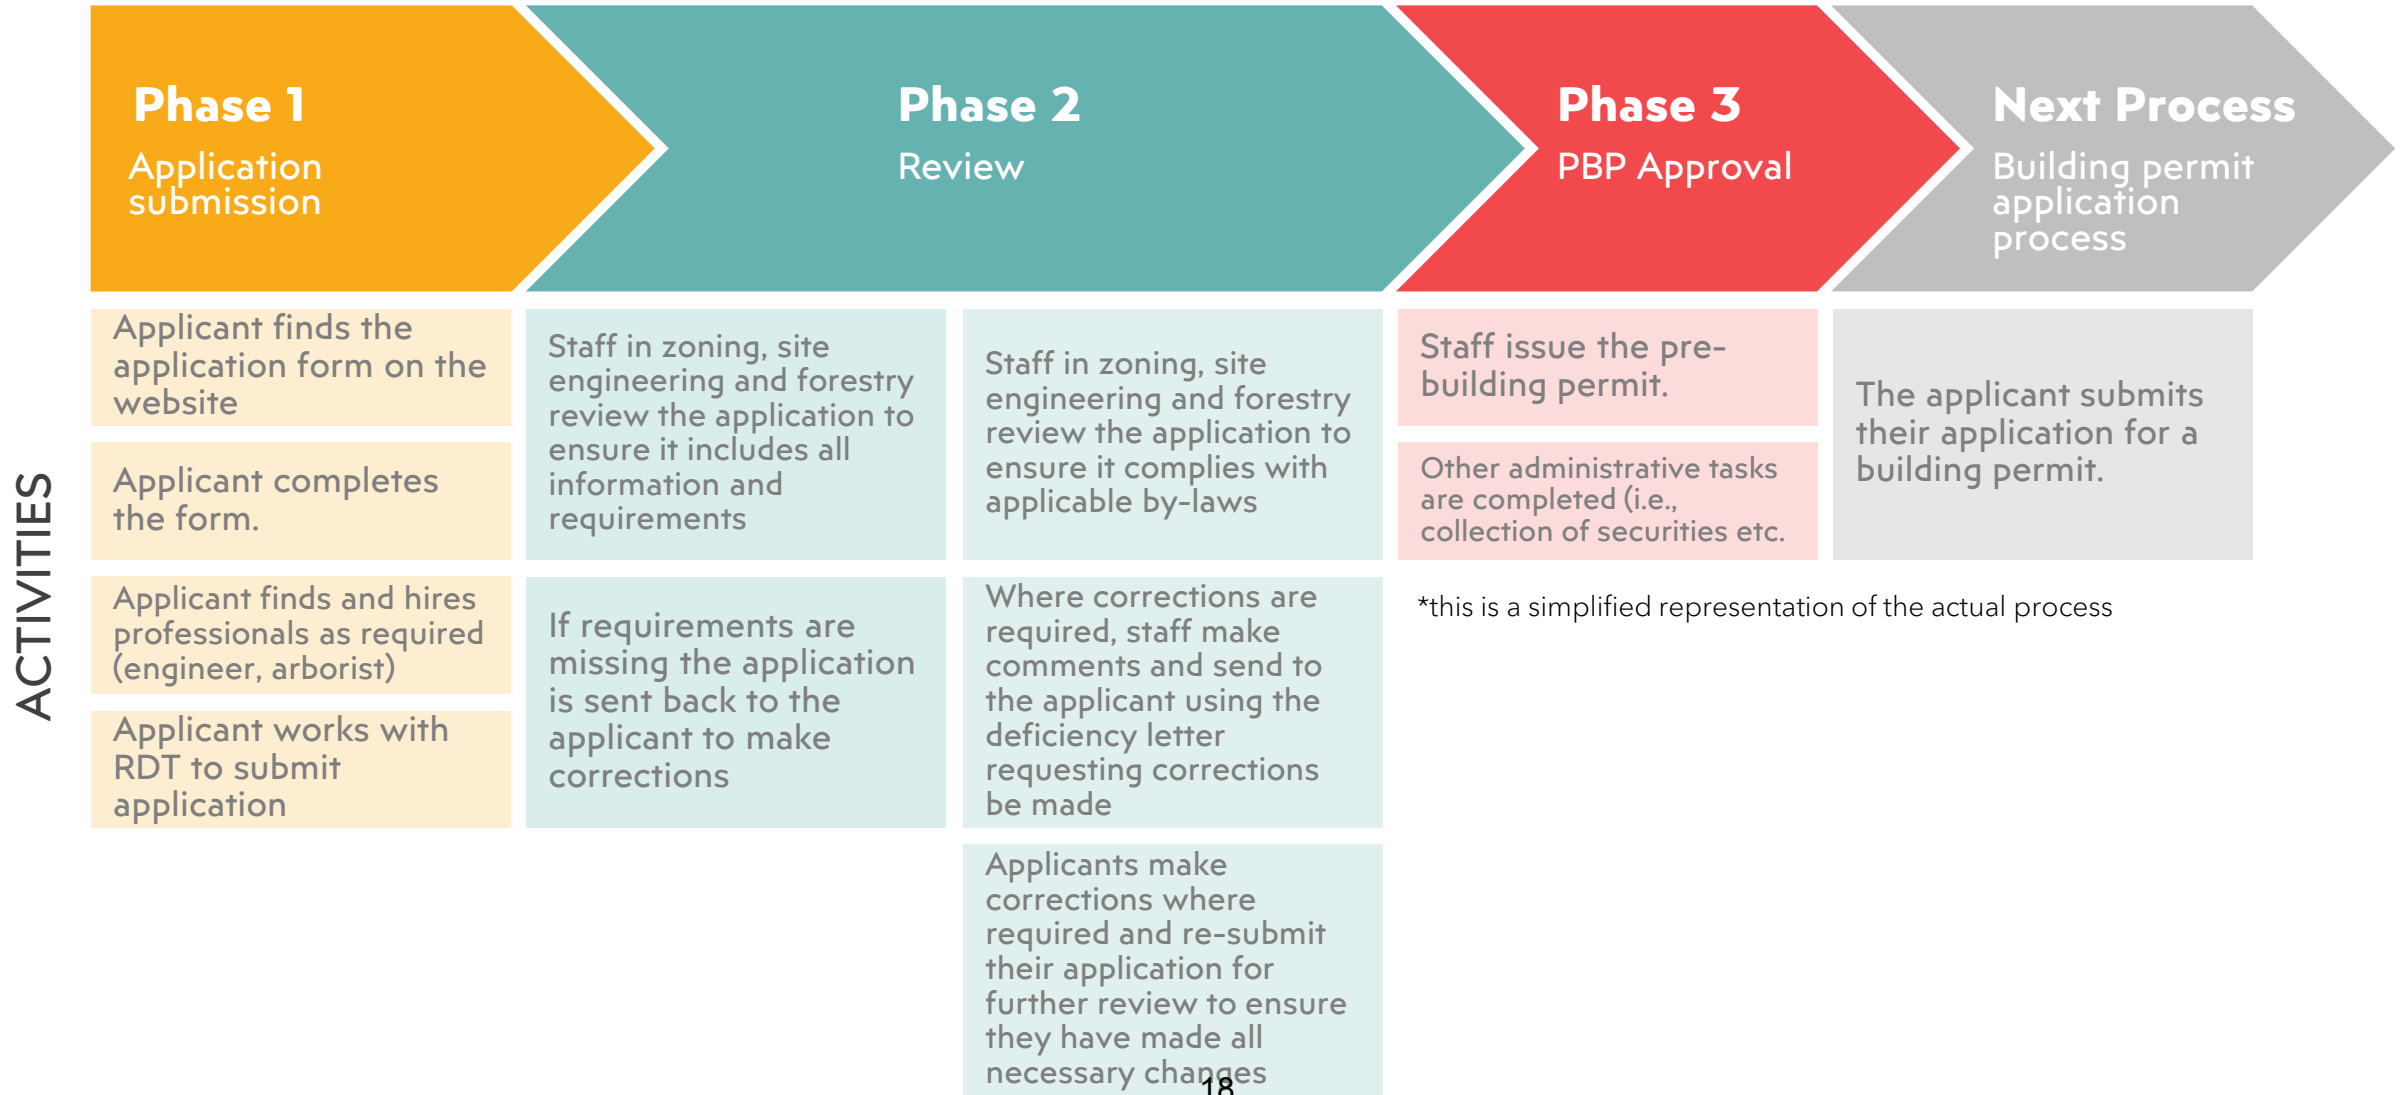 Phase 1
Application
submission
Phase 2
Review
Phase 3
PBP Approval
Next Process
Building permit
application
process
ACTIVITIES
Applicant finds the
application form on the
website
Applicant completes
the form.
Applicant finds and hires
professionals as required
(engineer, arborist)
Applicant works with
RDT to submit
application
Staff in zoning, site
engineering and forestry
review the application to
ensure it includes all
information and
requirements
If requirements are
missing the application
is sent back to the
applicant to make
corrections
Staff in zoning, site
engineering and forestry
review the application to
ensure it complies with
applicable by-laws
Where corrections are
required, staff make
comments and send to
the applicant using the
deficiency letter
requesting corrections
be made
Applicants make
corrections where
required and re-submit
their application for
further review to ensure
they have made all
necessary changes
Staff issue the pre-
building permit.
Other administrative tasks
are completed (i.e.,
collection of securities etc.
The applicant submits
their application for a
building permit.
*this is a simplified representation of the actual process
18